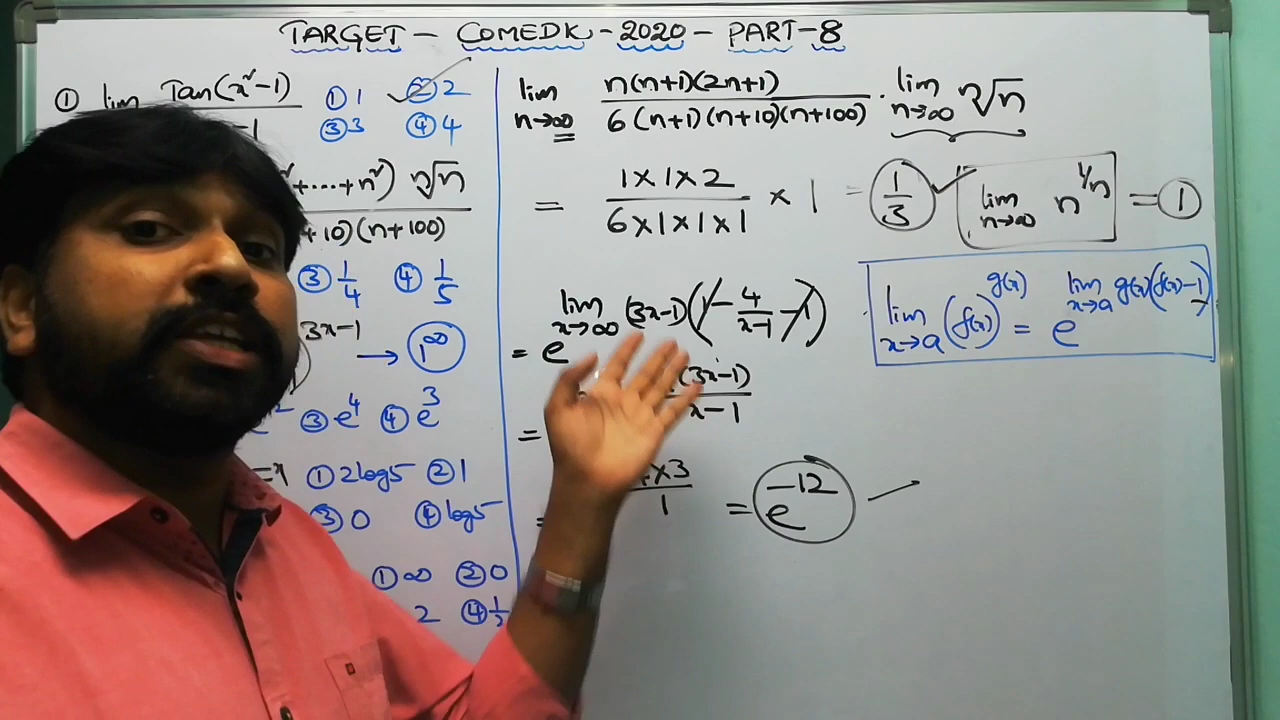 TARGET - COMEDK - 2020 - PART-8
① lim Tan(x²-1) ① 1 ② 2
-1 ③ 3 ④ 4
+....+n²) ⁿ√n
+10)(n+100)
③ 1/4 ④ 1/5
3x-1 → 1^∞
③ e⁴ ④ e³
=x ① 2log5 ② 1
③ 0 ④ log5
① ∞ ② 0
2 ④
lim n→∞ n(n+1)(2n+1) / 6(n+1)(n+10)(n+100) · lim n→∞ ⁿ√n
= 1×1×2 / 6×1×1×1 × 1 = 1/3
lim n→∞ n^(1/n) = 1
= e^(lim x→∞ (3x-1)(1 - 4/(x-1) - 1))
lim x→a (f(x))^g(x) = e^(lim x→a g(x)(f(x)-1))
= (3x-1) / x-1
= ×3 / 1 = e^-12